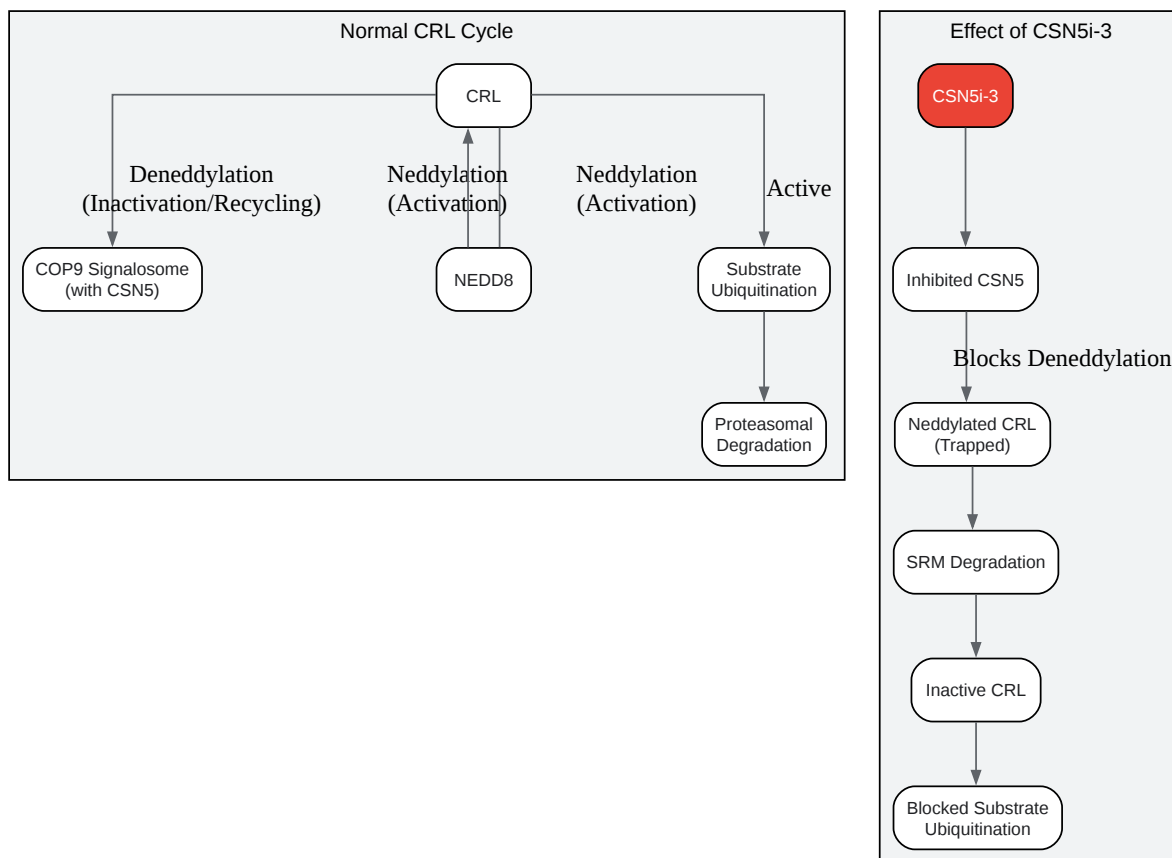 Normal CRL Cycle
CRL
Deneddylation
(Inactivation/Recycling)
Neddylation
(Activation)
Neddylation
(Activation)
Active
COP9 Signalosome
(with CSN5)
NEDD8
Substrate
Ubiquitination
Proteasomal
Degradation
Effect of CSN5i-3
CSN5i-3
Inhibited CSN5
Blocks Deneddylation
Neddylated CRL
(Trapped)
SRM Degradation
Inactive CRL
Blocked Substrate
Ubiquitination